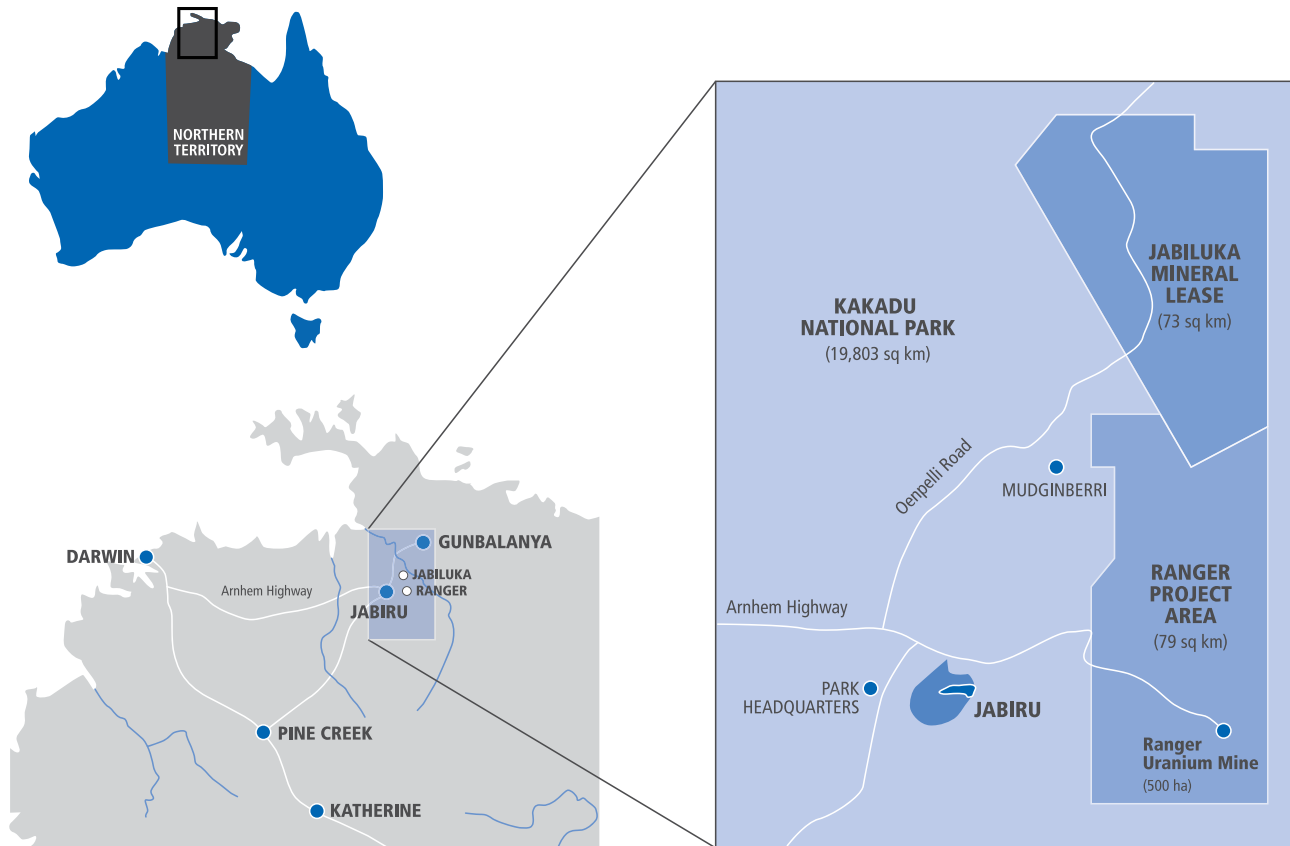 NORTHERN
TERRITORY
DARWIN
Arnhem Highway
GUNBALANYA
JABILUKA
RANGER
JABIRU
PINE CREEK
KATHERINE
JABILUKA
MINERAL
LEASE
(73 sq km)
KAKADU
NATIONAL PARK
(19,803 sq km)
Oenpelli Road
MUDGINBERRI
RANGER
PROJECT
AREA
(79 sq km)
Arnhem Highway
PARK
HEADQUARTERS
JABIRU
Ranger
Uranium Mine
(500 ha)